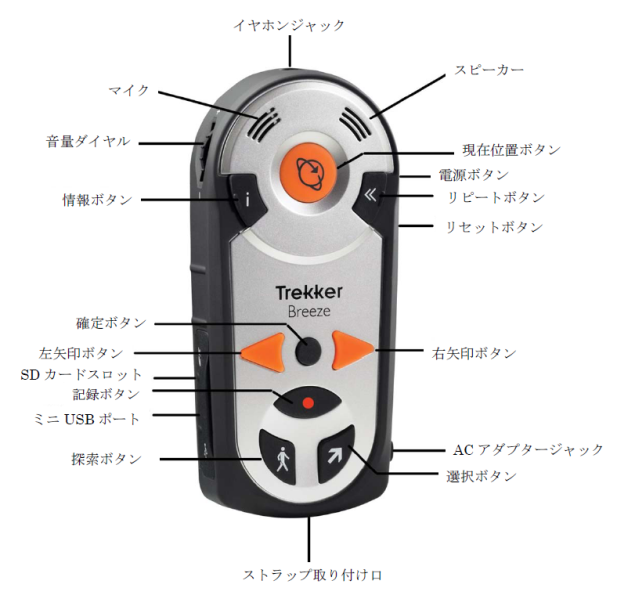 イヤホンジャック
スピーカー
マイク
音量ダイヤル
現在位置ボタン
電源ボタン
情報ボタン
リピートボタン
リセットボタン
i
Trekker
Breeze
確定ボタン
左矢印ボタン
右矢印ボタン
SD カードスロット
記録ボタン
ミニ USB ポート
探索ボタン
AC アダプタージャック
選択ボタン
ストラップ取り付け口